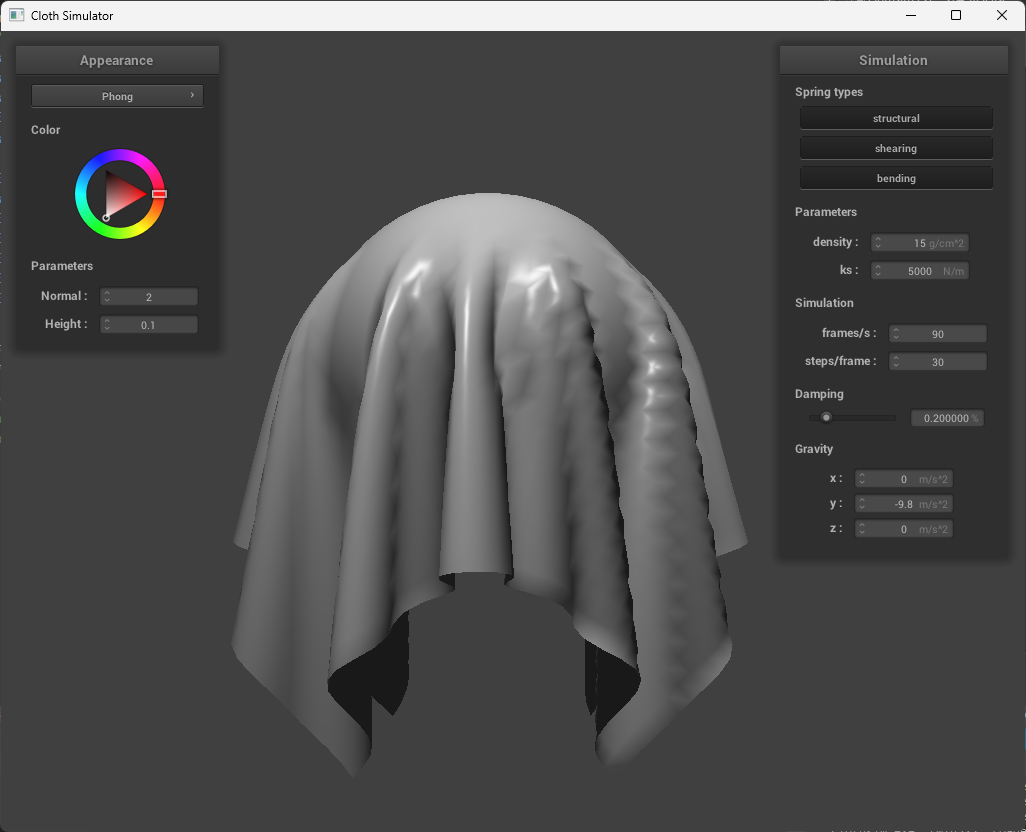 Cloth Simulator
Appearance
Phong
Color
Parameters
Normal : 2
Height : 0.1
Simulation
Spring types
structural
shearing
bending
Parameters
density : 15 g/cm^2
ks : 5000 N/m
Simulation
frames/s : 90
steps/frame : 30
Damping
0.200000 %
Gravity
x : 0 m/s^2
y : -9.8 m/s^2
z : 0 m/s^2